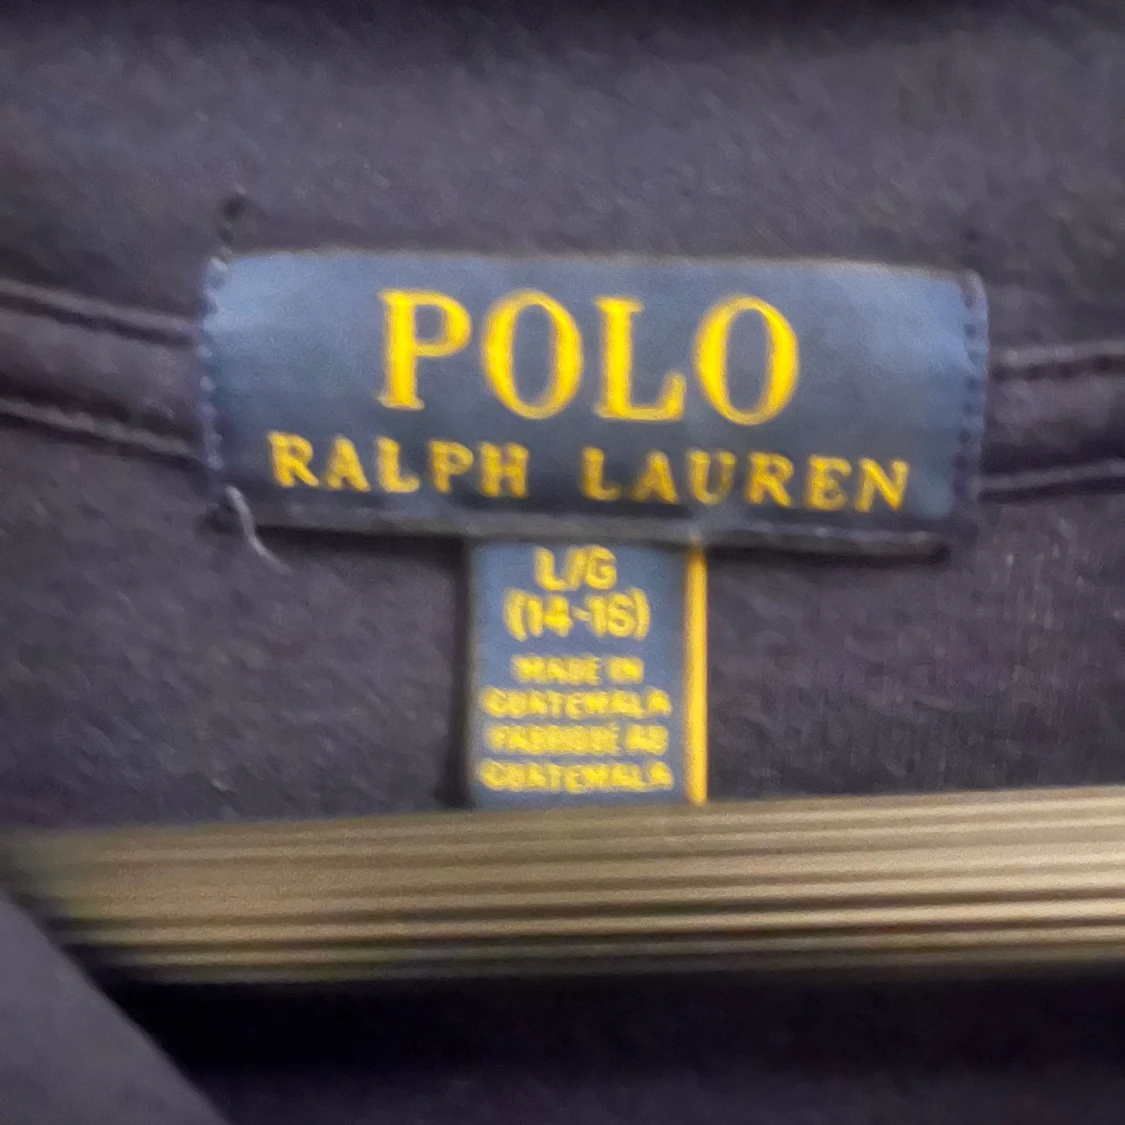 POLO
RALPH LAUREN
L/G
(14-16)
MADE IN
GUATEMALA
FABRIQUÉ AU
GUATEMALA